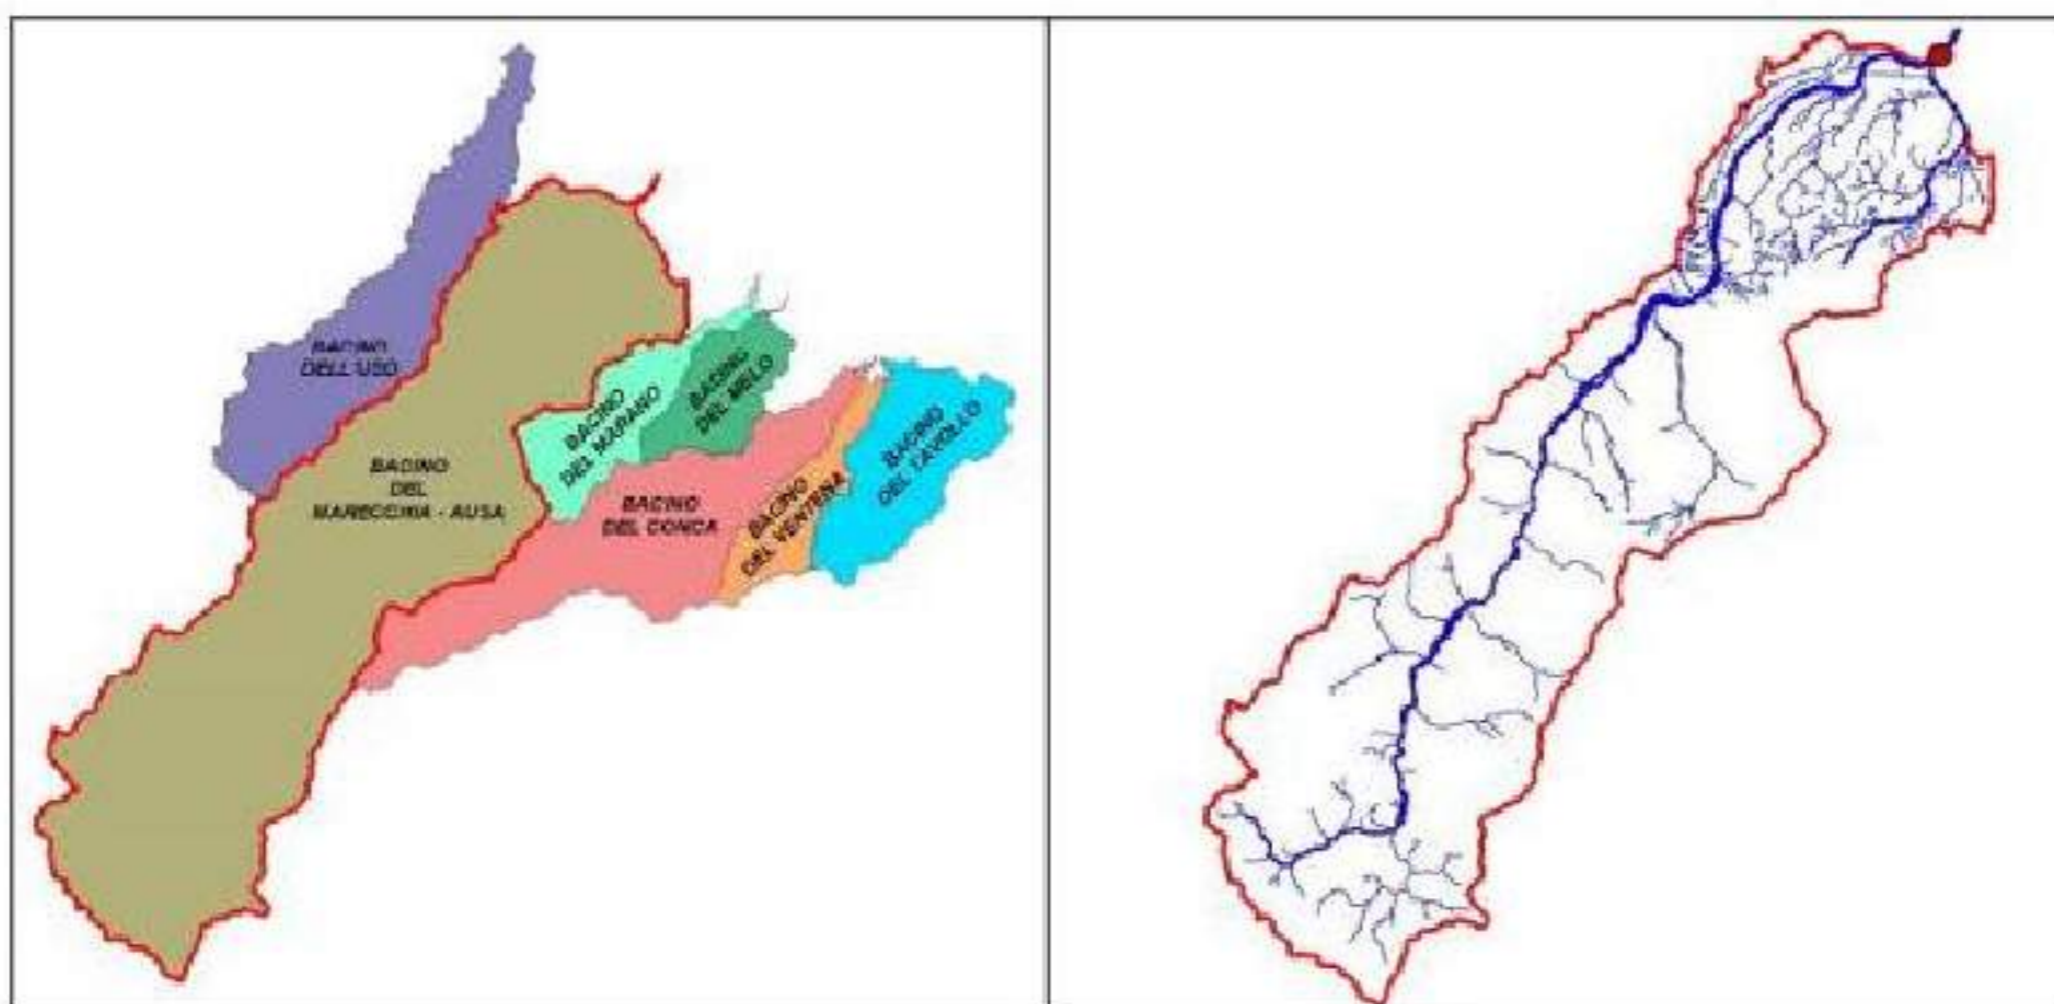 BACINO
DELL'USO
BACINO
DEL
MARECCHIA - AUSA
BACINO
DEL MARANO
BACINO
DEL MELO
BACINO
DEL CONCA
BACINO
DEL VENTENA
BACINO
DEL TAVOLLO